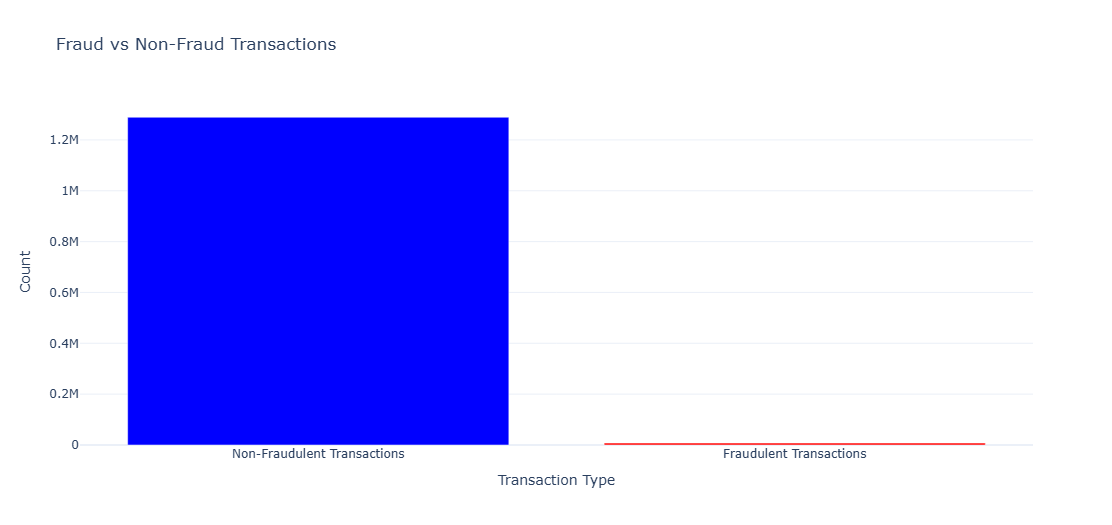 Fraud vs Non-Fraud Transactions
1.2M
1M
0.8M
0.6M
0.4M
0.2M
0
Count
Non-Fraudulent Transactions
Fraudulent Transactions
Transaction Type